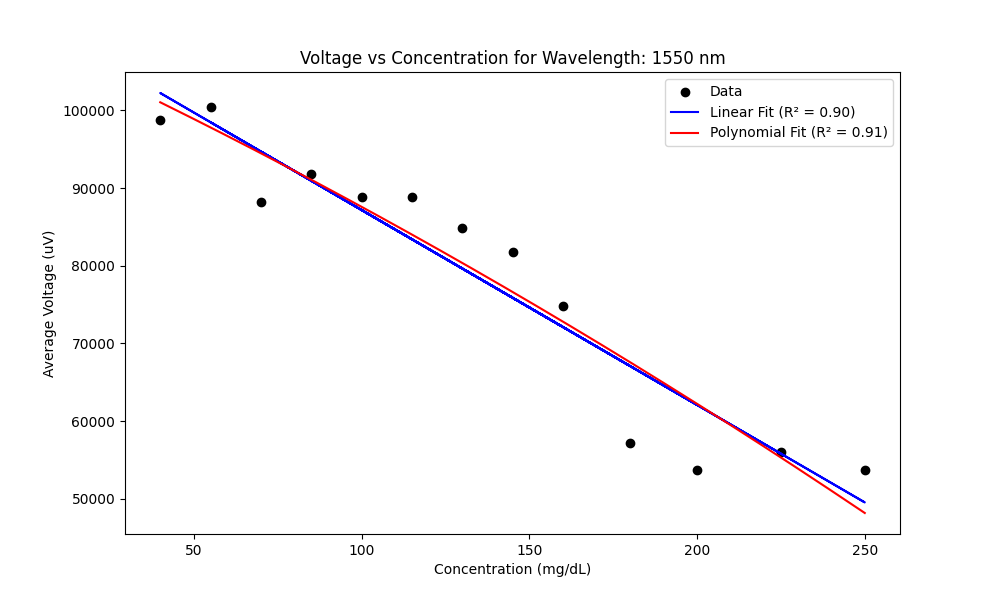 Voltage vs Concentration for Wavelength: 1550 nm
Data
Linear Fit (R² = 0.90)
Polynomial Fit (R² = 0.91)
100000
90000
80000
70000
60000
50000
Average Voltage (uV)
50
100
150
200
250
Concentration (mg/dL)